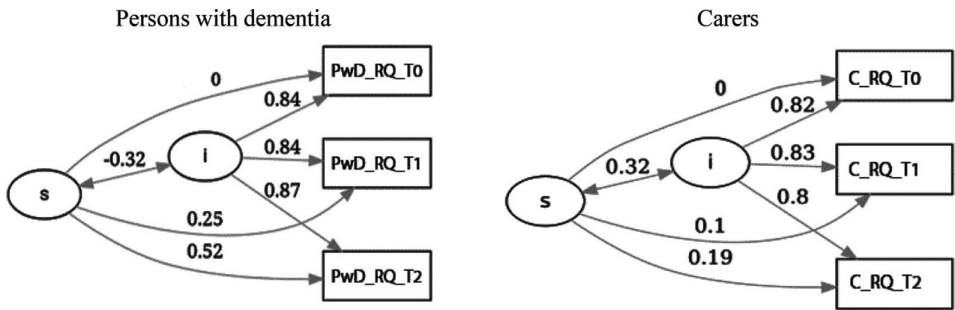 Persons with dementia
0
PwD_RQ_T0
0.84
-0.32
i
0.84
PwD_RQ_T1
s
0.87
0.25
0.52
PwD_RQ_T2
Carers
0
C_RQ_T0
0.82
0.32
i
0.83
C_RQ_T1
s
0.8
0.1
0.19
C_RQ_T2